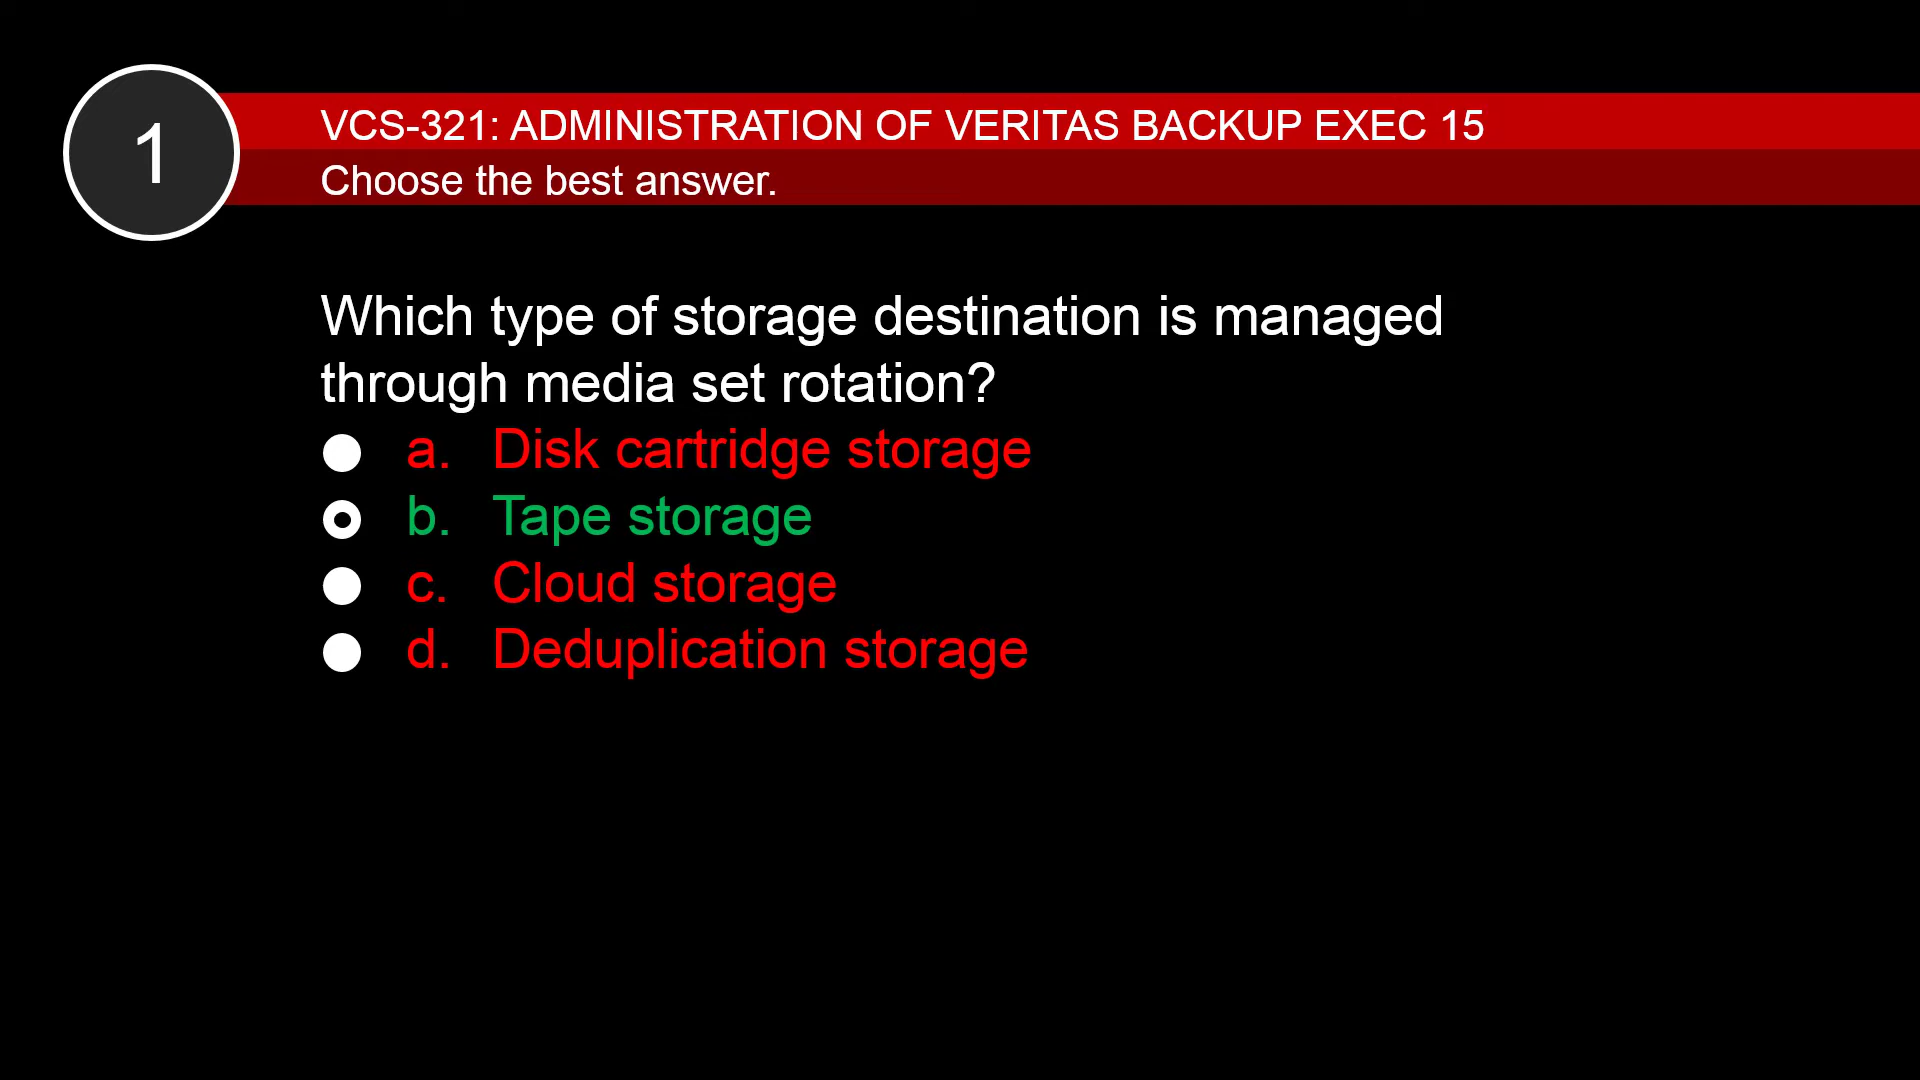 1
VCS-321: ADMINISTRATION OF VERITAS BACKUP EXEC 15
Choose the best answer.
Which type of storage destination is managed
through media set rotation?
a. Disk cartridge storage
b. Tape storage
c. Cloud storage
d. Deduplication storage